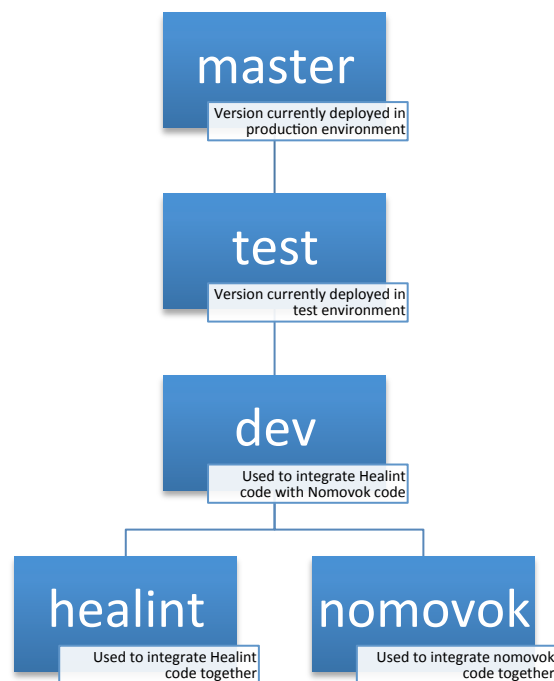 master
Version currently deployed in
production environment
test
Version currently deployed in
test environment
dev
Used to integrate Healint
code with Nomovok code
healint
Used to integrate Healint
code together
nomovok
Used to integrate nomovok
code together